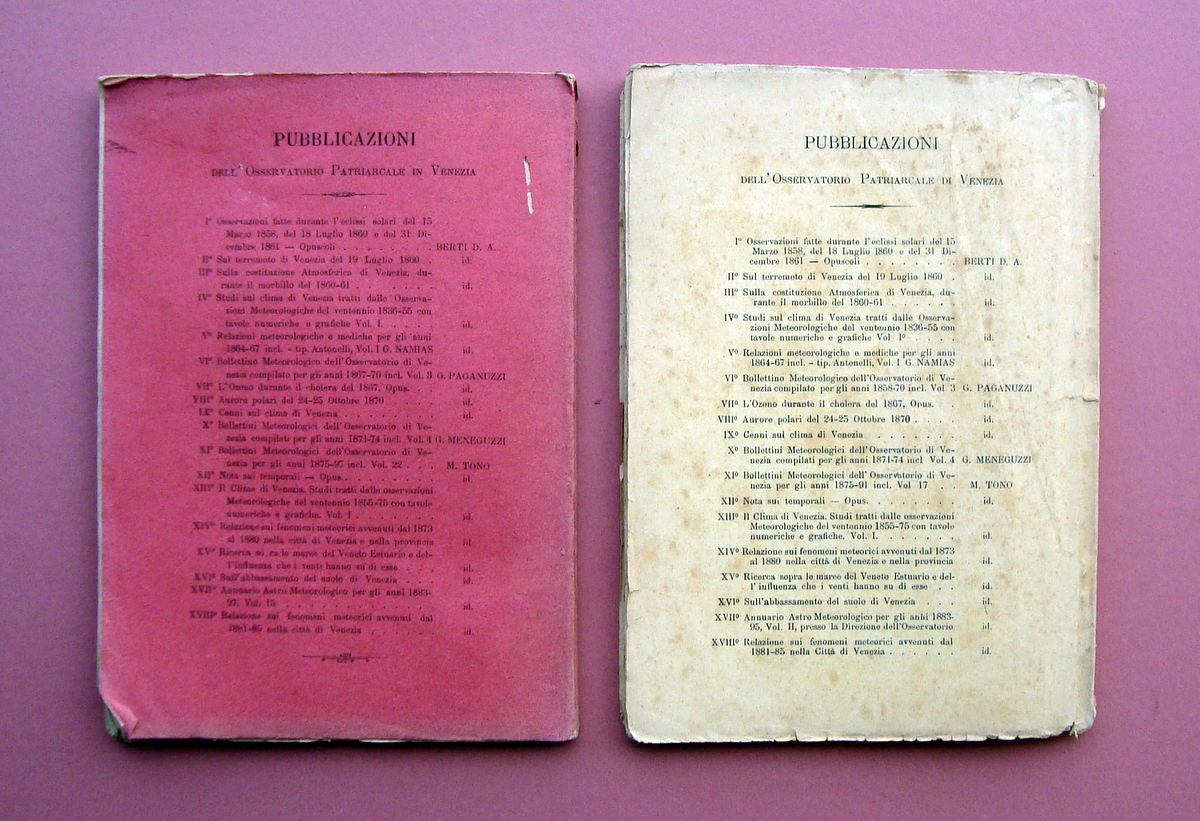 PUBBLICAZIONI
DELL'OSSERVATORIO PATRIARCALE IN VENEZIA
I° Osservazioni fatte durante l'eclissi solari del 15
Marzo 1858, del 18 Luglio 1860 e del 31 Di-
cembre 1861 — Opuscoli . . . . . . . . BERTI D. A.
II° Sul terremoto di Venezia del 19 Luglio 1860 . id.
III° Sulla costituzione Atmosferica di Venezia, du-
rante il morbillo del 1860-61 . . . . . . id.
IV° Studi sul clima di Venezia tratti dalle Osserva-
zioni Meteorologiche del ventennio 1836-55 con
tavole numeriche e grafiche Vol. I. . . . . id.
V° Relazioni meteorologiche e mediche per gli anni
1864-67 incl. - tip. Antonelli, Vol. I G. NAMIAS id.
VI° Bollettino Meteorologico dell'Osservatorio di Ve-
nezia compilato per gli anni 1867-70 incl. Vol. 3 G. PAGANUZZI
VII° L'Ozono durante il cholera del 1867, Opus. . . id.
VIII° Aurore polari del 24-25 Ottobre 1870 . . . . id.
IX° Cenni sul clima di Venezia . . . . . . . id.
X° Bollettini Meteorologici dell'Osservatorio di Ve-
nezia compilati per gli anni 1871-74 incl. Vol. 4 G. MENEGUZZI
XI° Bollettini Meteorologici dell'Osservatorio di Ve-
nezia per gli anni 1875-97 incl. Vol. 22 . . . M. TONO
XII° Nota sui temporali — Opus. . . . . . . . id.
XIII° Il Clima di Venezia. Studi tratti dalle osservazioni
Meteorologiche del ventennio 1855-75 con tavole
numeriche e grafiche. Vol. I . . . . . . . id.
XIV° Relazione sui fenomeni meteorici avvenuti dal 1873
al 1880 nella città di Venezia e nella provincia id.
XV° Ricerca so ra le maree del Veneto Estuario e del-
l'influenza che i venti hanno su di esse . . . id.
XVI° Sull'abbassamento del suolo di Venezia . . . id.
XVII° Annuario Astro Meteorologico per gli anni 1883-
97, Vol. 15 . . . . . . . . . . . . id.
XVIII° Relazione sui fenomeni meteorici avvenuti dal
1881-85 nella città di Venezia . . . . . . id.
PUBBLICAZIONI
DELL'OSSERVATORIO PATRIARCALE DI VENEZIA
I° Osservazioni fatte durante l'eclissi solari del 15
Marzo 1858, del 18 Luglio 1860 e del 31 Di-
cembre 1861 — Opuscoli . . . . . . . . BERTI D. A.
II° Sul terremoto di Venezia del 19 Luglio 1860 . id.
III° Sulla costituzione Atmosferica di Venezia, du-
rante il morbillo del 1860-61 . . . . . . id.
IV° Studi sul clima di Venezia tratti dalle Osserva-
zioni Meteorologiche del ventennio 1836-55 con
tavole numeriche e grafiche Vol I° . . . . . id.
V° Relazioni meteorologiche e mediche per gli anni
1864-67 incl. - tip. Antonelli, Vol. I G. NAMIAS id.
VI° Bollettino Meteorologico dell'Osservatorio di Ve-
nezia compilato per gli anni 1858-70 incl. Vol 3 G. PAGANUZZI
VII° L'Ozono durante il cholera del 1867, Opus. . id.
VIII° Aurore polari del 24-25 Ottobre 1870 . . . . id.
IX° Cenni sul clima di Venezia . . . . . . . id.
X° Bollettini Meteorologici dell'Osservatorio di Ve-
nezia compilati per gli anni 1871-74 incl Vol. 4 G. MENEGUZZI
XI° Bollettini Meteorologici dell'Osservatorio di Ve-
nezia per gli anni 1875-91 incl. Vol 17 . . . M. TONO
XII° Nota sui temporali — Opus. . . . . . . . id.
XIII° Il Clima di Venezia. Studi tratti dalle osservazioni
Meteorologiche del ventennio 1855-75 con tavole
numeriche e grafiche. Vol. I. . . . . . . id.
XIV° Relazione sui fenomeni meteorici avvenuti dal 1873
al 1880 nella città di Venezia e nella provincia id.
XV° Ricerca sopra le maree del Veneto Estuario e del-
l'influenza che i venti hanno su di esse . . id.
XVI° Sull'abbassamento del suolo di Venezia . . . id.
XVII° Annuario Astro Meteorologico per gli anni 1883-
95, Vol. II, presso la Direzione dell'Osservatorio id.
XVIII° Relazione sui fenomeni meteorici avvenuti dal
1881-85 nella Città di Venezia . . . . . . id.